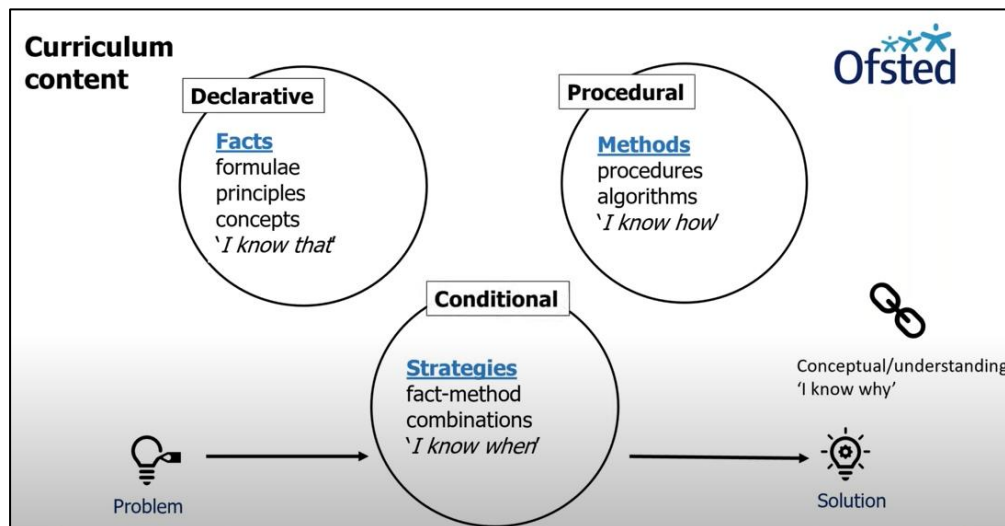 Curriculum
content
Ofsted
Declarative
Facts
formulae
principles
concepts
'I know that'
Procedural
Methods
procedures
algorithms
'I know how'
Conditional
Strategies
fact-method
combinations
'I know when'
Conceptual/understanding
'I know why'
Problem
Solution